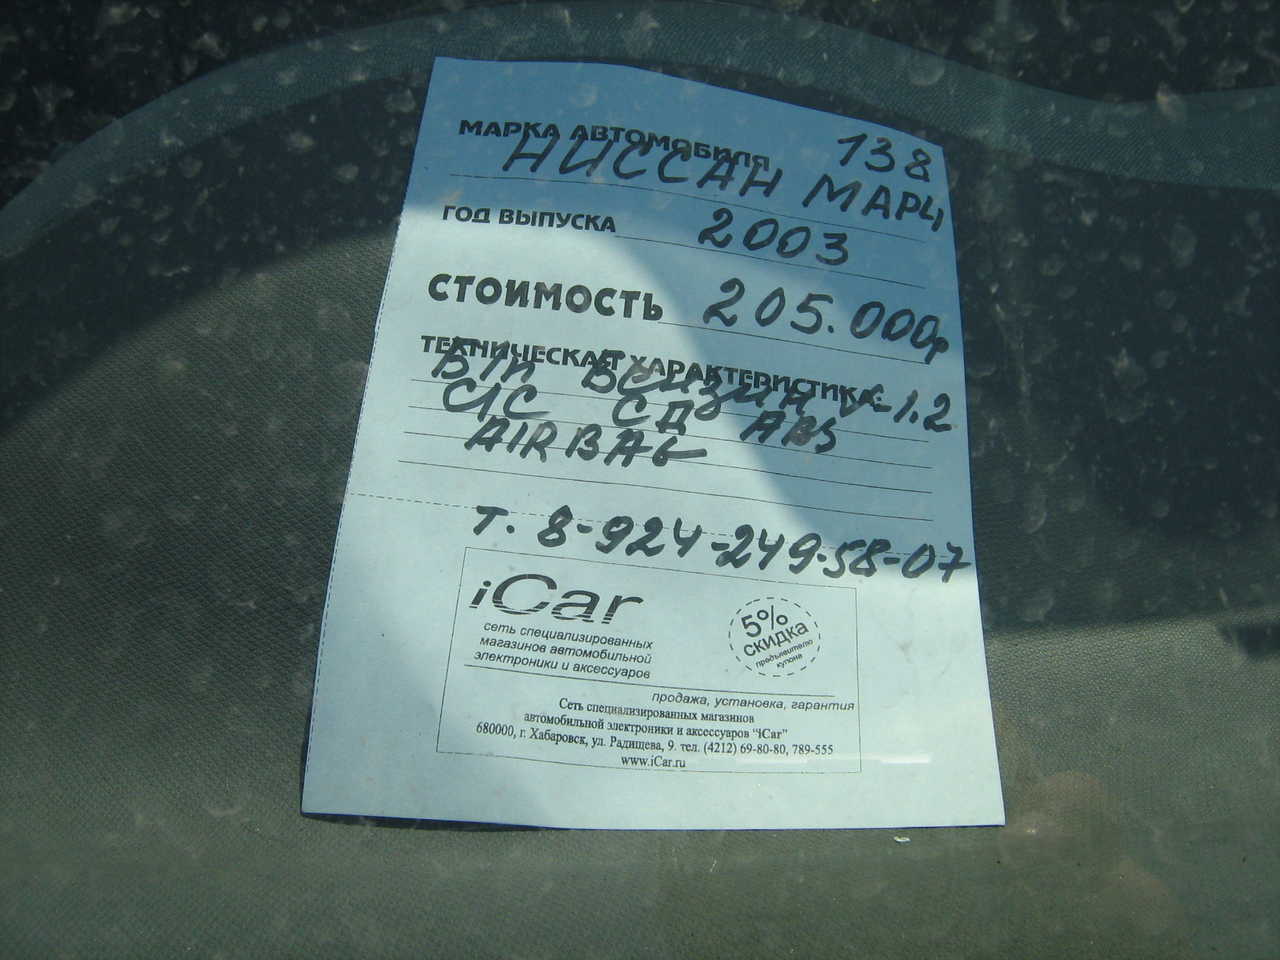 138
МАРКА АВТОМОБИЛЯ НИССАН МАРЦ
ГОД ВЫПУСКА 2003
СТОИМОСТЬ 205.000р
ТЕХНИЧЕСКАЯ ХАРАКТЕРИСТИКА:
Б/п БЕНЗИН V-1.2
С/С СД ABS
AIRBAG
т. 8-924-249-58-07
iCar
сеть специализированных
магазинов автомобильной
электроники и аксессуаров
5%
СКИДКА
предъявителю
купона
продажа, установка, гарантия
Сеть специализированных магазинов
автомобильной электроники и аксессуаров "iCar"
680000, г. Хабаровск, ул. Радищева, 9. тел. (4212) 69-80-80, 789-555
www.iCar.ru